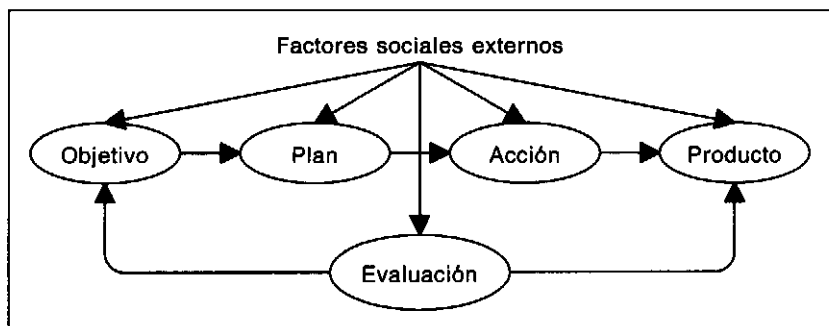 Factores sociales externos
Objetivo Plan Acción Producto
Evaluación